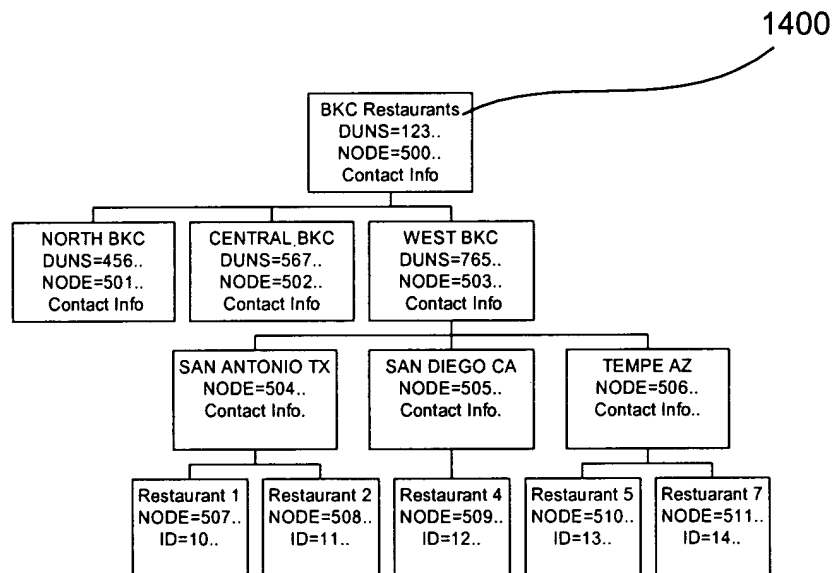 1400
BKC Restaurants
DUNS=123..
NODE=500..
Contact Info
NORTH BKC
DUNS=456..
NODE=501..
Contact Info
CENTRAL BKC
DUNS=567..
NODE=502..
Contact Info
WEST BKC
DUNS=765..
NODE=503..
Contact Info
SAN ANTONIO TX
NODE=504..
Contact Info.
SAN DIEGO CA
NODE=505..
Contact Info.
TEMPE AZ
NODE=506..
Contact Info..
Restaurant 1
NODE=507..
ID=10..
Restaurant 2
NODE=508..
ID=11..
Restaurant 4
NODE=509..
ID=12..
Restaurant 5
NODE=510..
ID=13..
Restuarant 7
NODE=511..
ID=14..